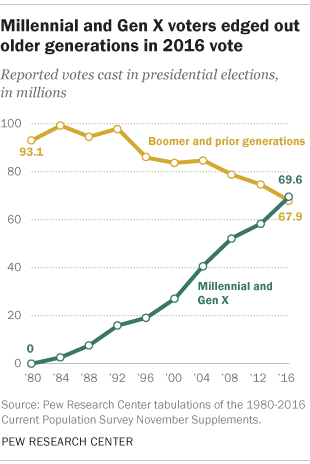 Millennial and Gen X voters edged out
older generations in 2016 vote
Reported votes cast in presidential elections,
in millions
100
Boomer and prior generations
93.1
80
69.6
60
67.9
40
Millennial and
Gen X
20
0
0
'80 '84 '88 '92 '96 '00 '04 '08 '12 '16
Source: Pew Research Center tabulations of the 1980-2016
Current Population Survey November Supplements.
PEW RESEARCH CENTER